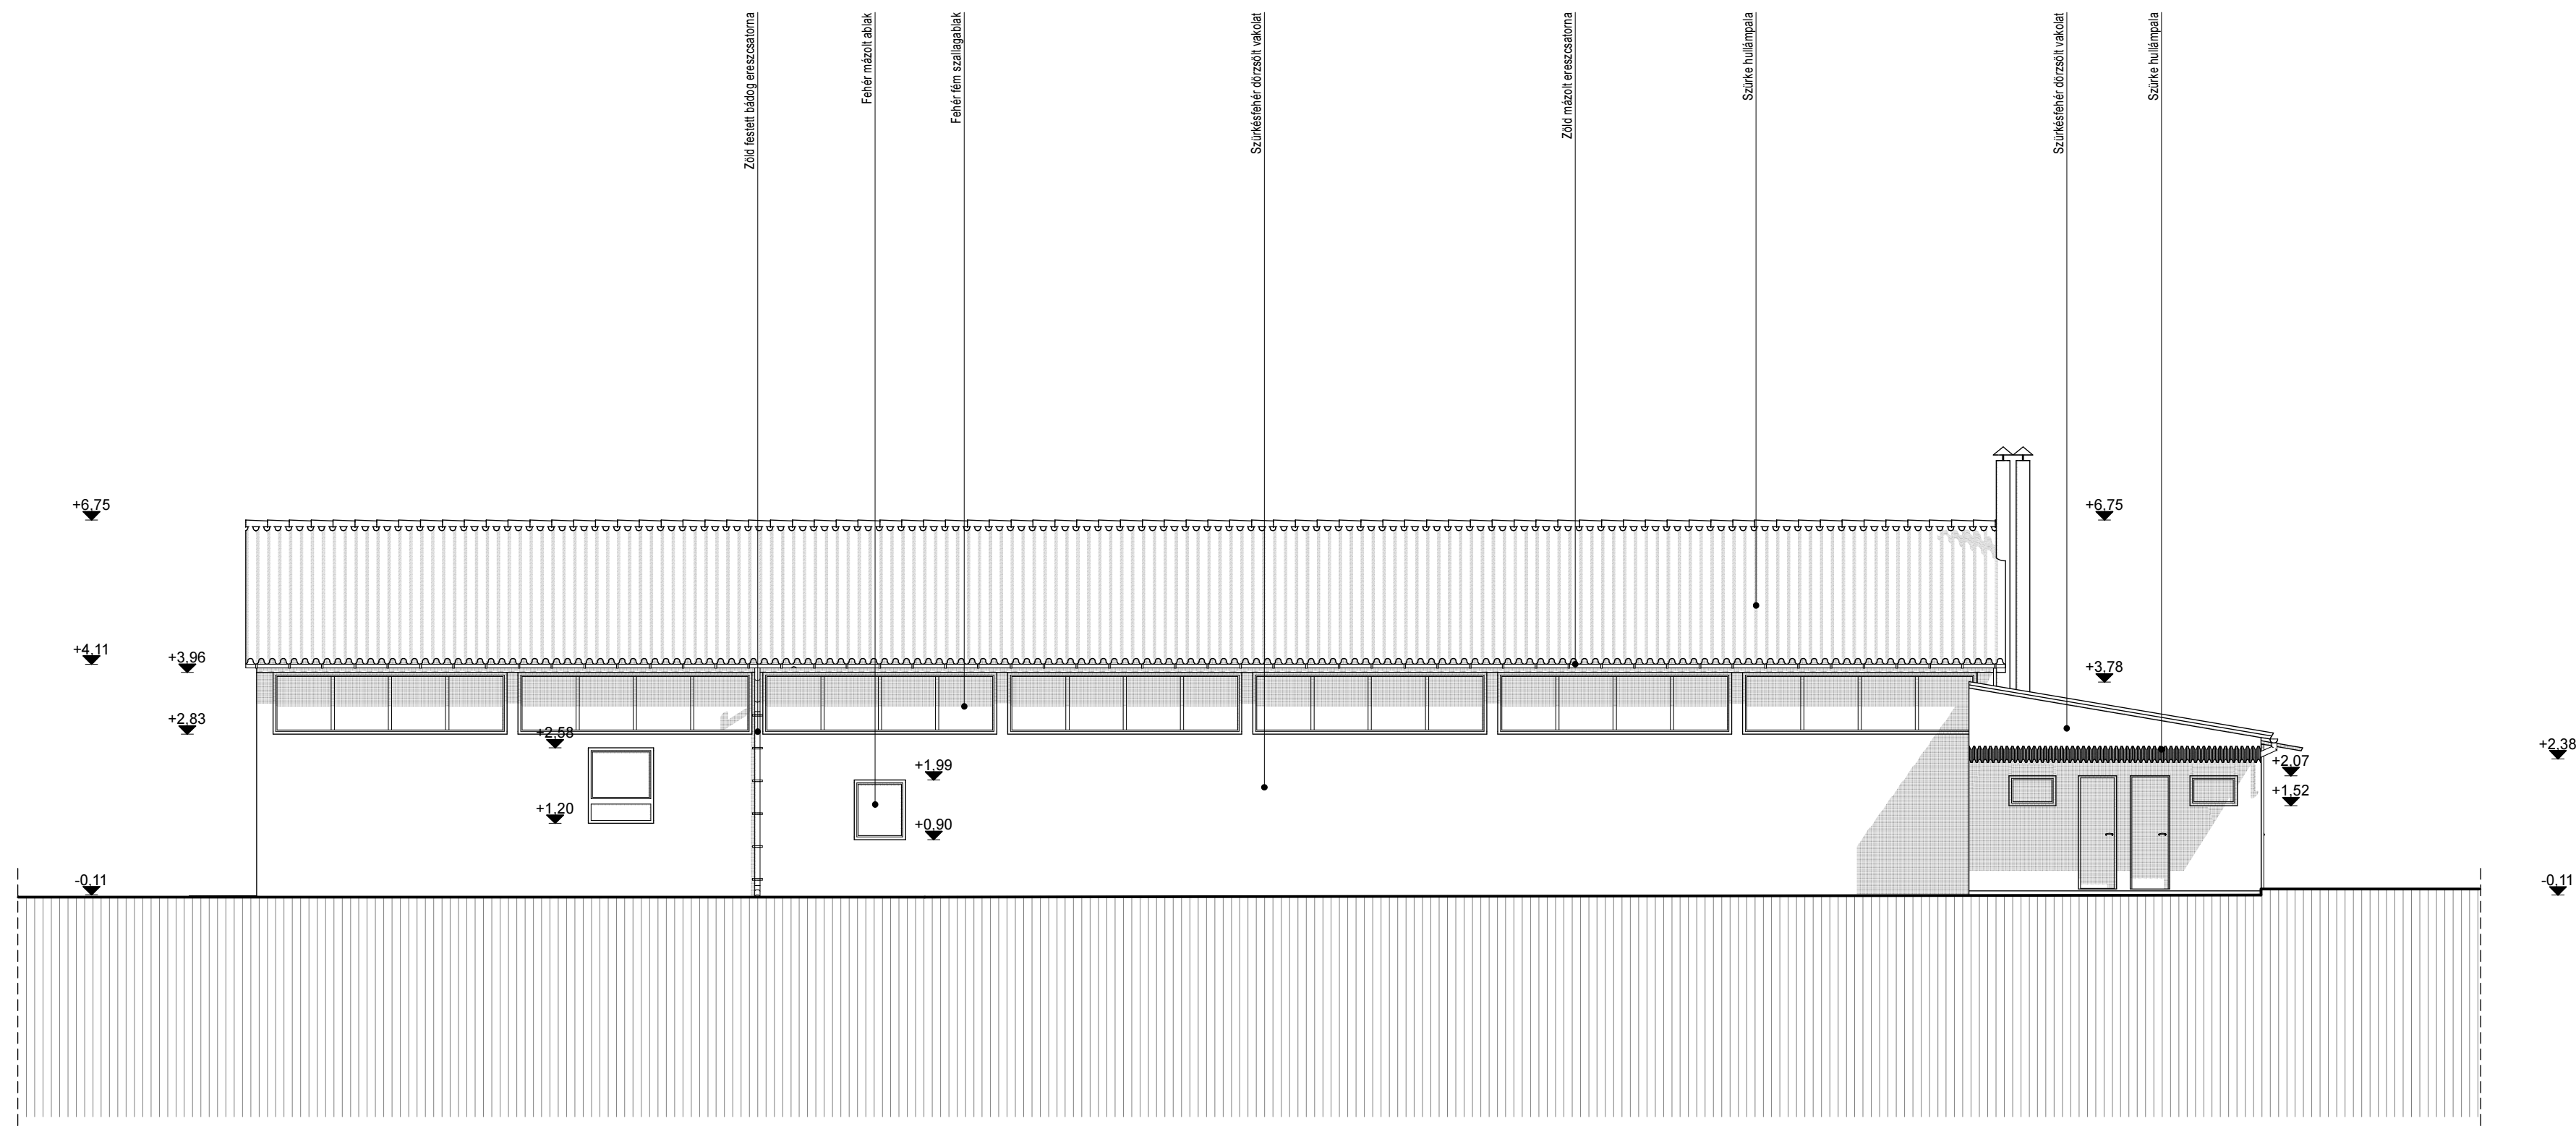 Zöld festett bádog ereszcsatorna
Fehér mázolt ablak
Fehér fém szallagablak
Szürkésfehér dörzsölt vakolat
Zöld mázolt ereszcsatorna
Szürke hullámpala
Szürkésfehér dörzsölt vakolat
Szürke hullámpala
+6,75
+6,75
+4,11
+3,96
+3,78
+2,83
+2,58
+2,38
+1,99
+2,07
+1,20
+1,52
+0,90
-0,11
-0,11